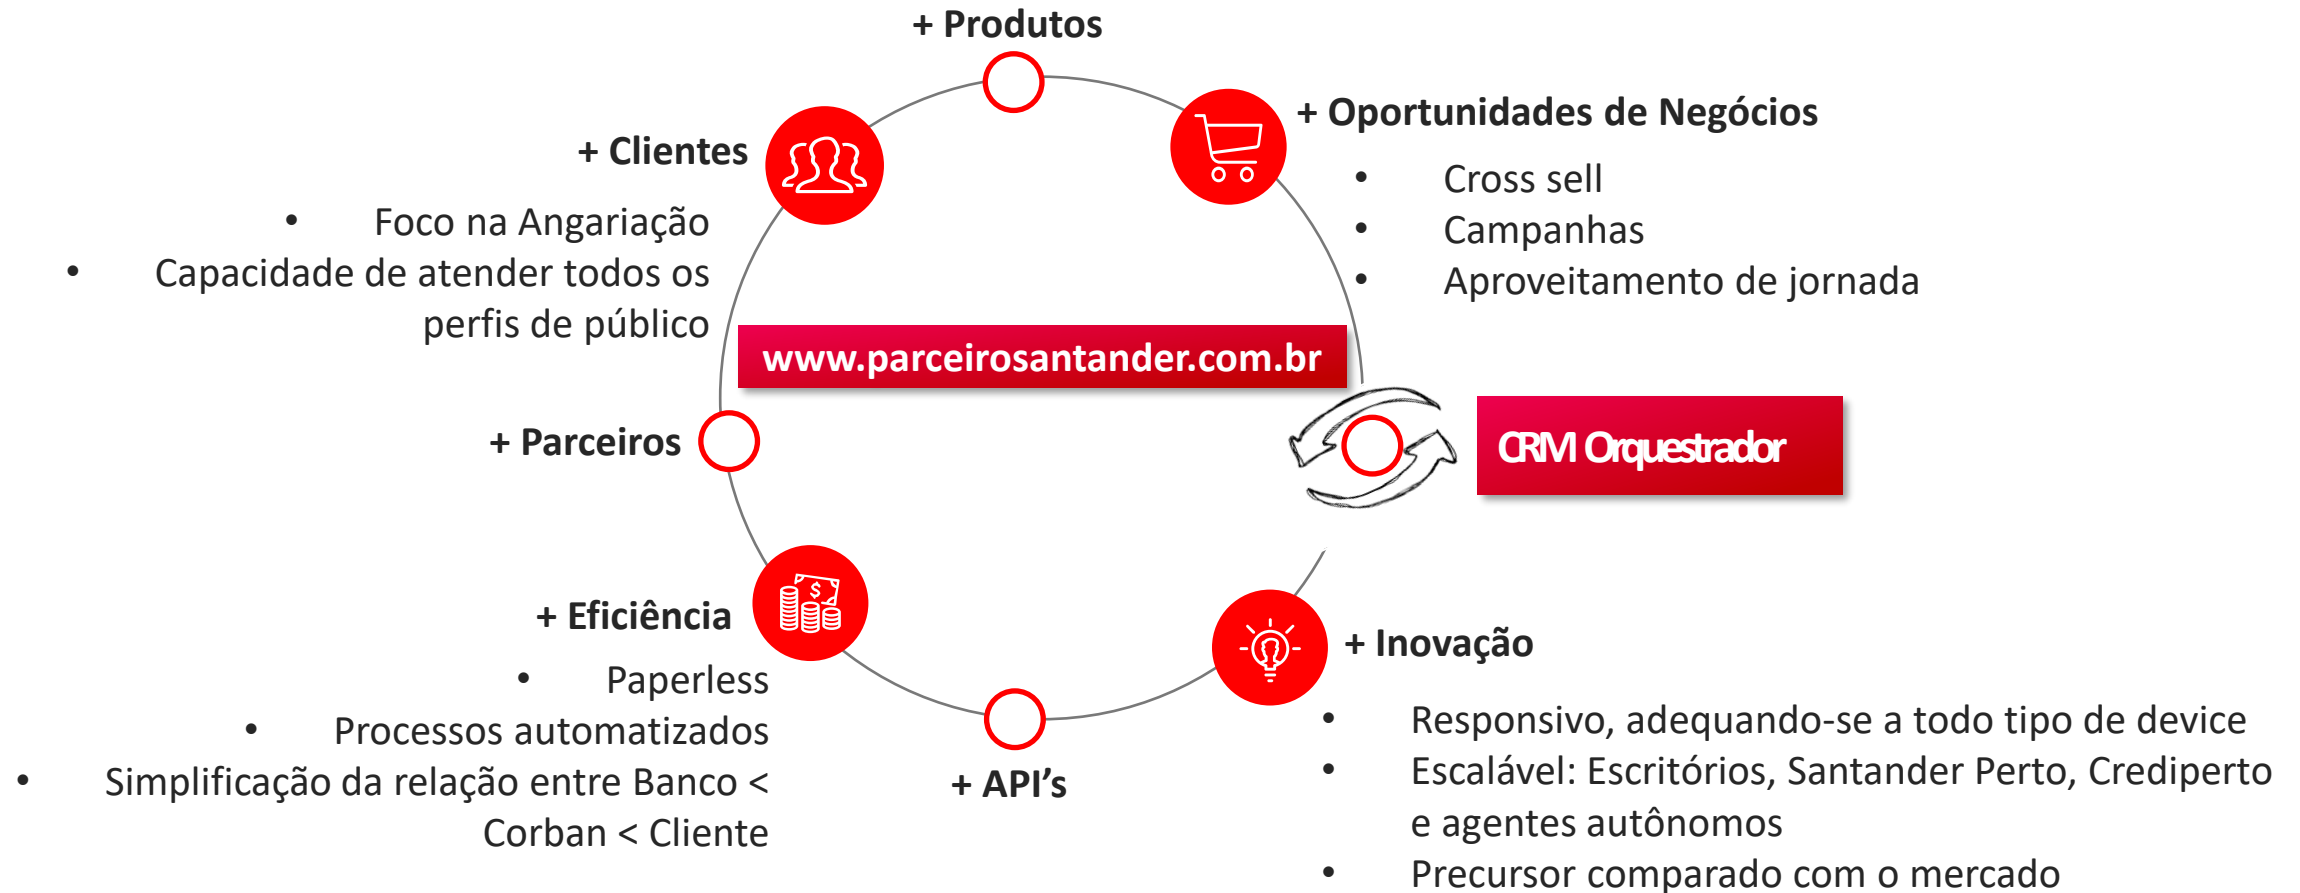 + Produtos
+ Oportunidades de Negócios
• Cross sell
• Campanhas
• Aproveitamento de jornada
+ Clientes
• Foco na Angariação
• Capacidade de atender todos os
perfis de público
www.parceirosantander.com.br
+ Parceiros
CRM Orquestrador
+ Eficiência
• Paperless
• Processos automatizados
• Simplificação da relação entre Banco <
Corban < Cliente
+ API’s
+ Inovação
• Responsivo, adequando-se a todo tipo de device
• Escalável: Escritórios, Santander Perto, Crediperto
e agentes autônomos
• Precursor comparado com o mercado